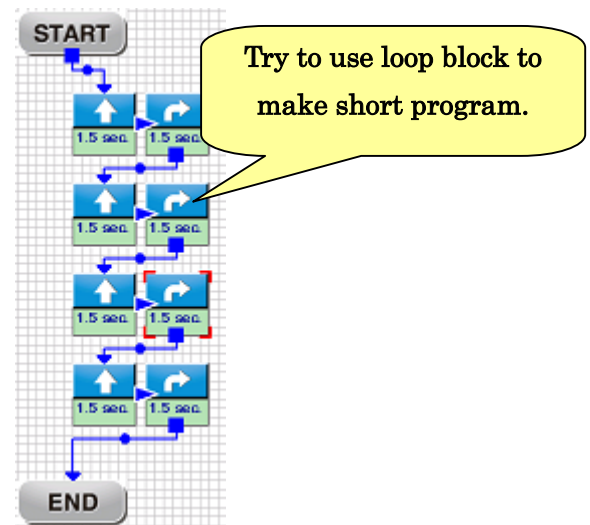 START
Try to use loop block to
make short program.
1.5 sec. 1.5 sec.
1.5 sec. 1.5 sec.
1.5 sec. 1.5 sec.
1.5 sec. 1.5 sec.
END